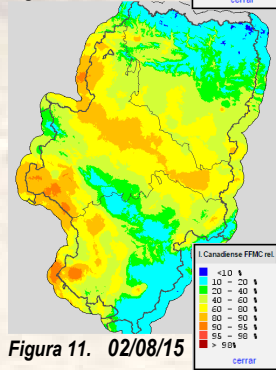 cerrar
I. Canadiense FFMC rel.
<10 %
10 - 20 %
20 - 40 %
40 - 60 %
60 - 80 %
80 - 90 %
90 - 95 %
95 - 98 %
> 98%
cerrar
Figura 11. 02/08/15